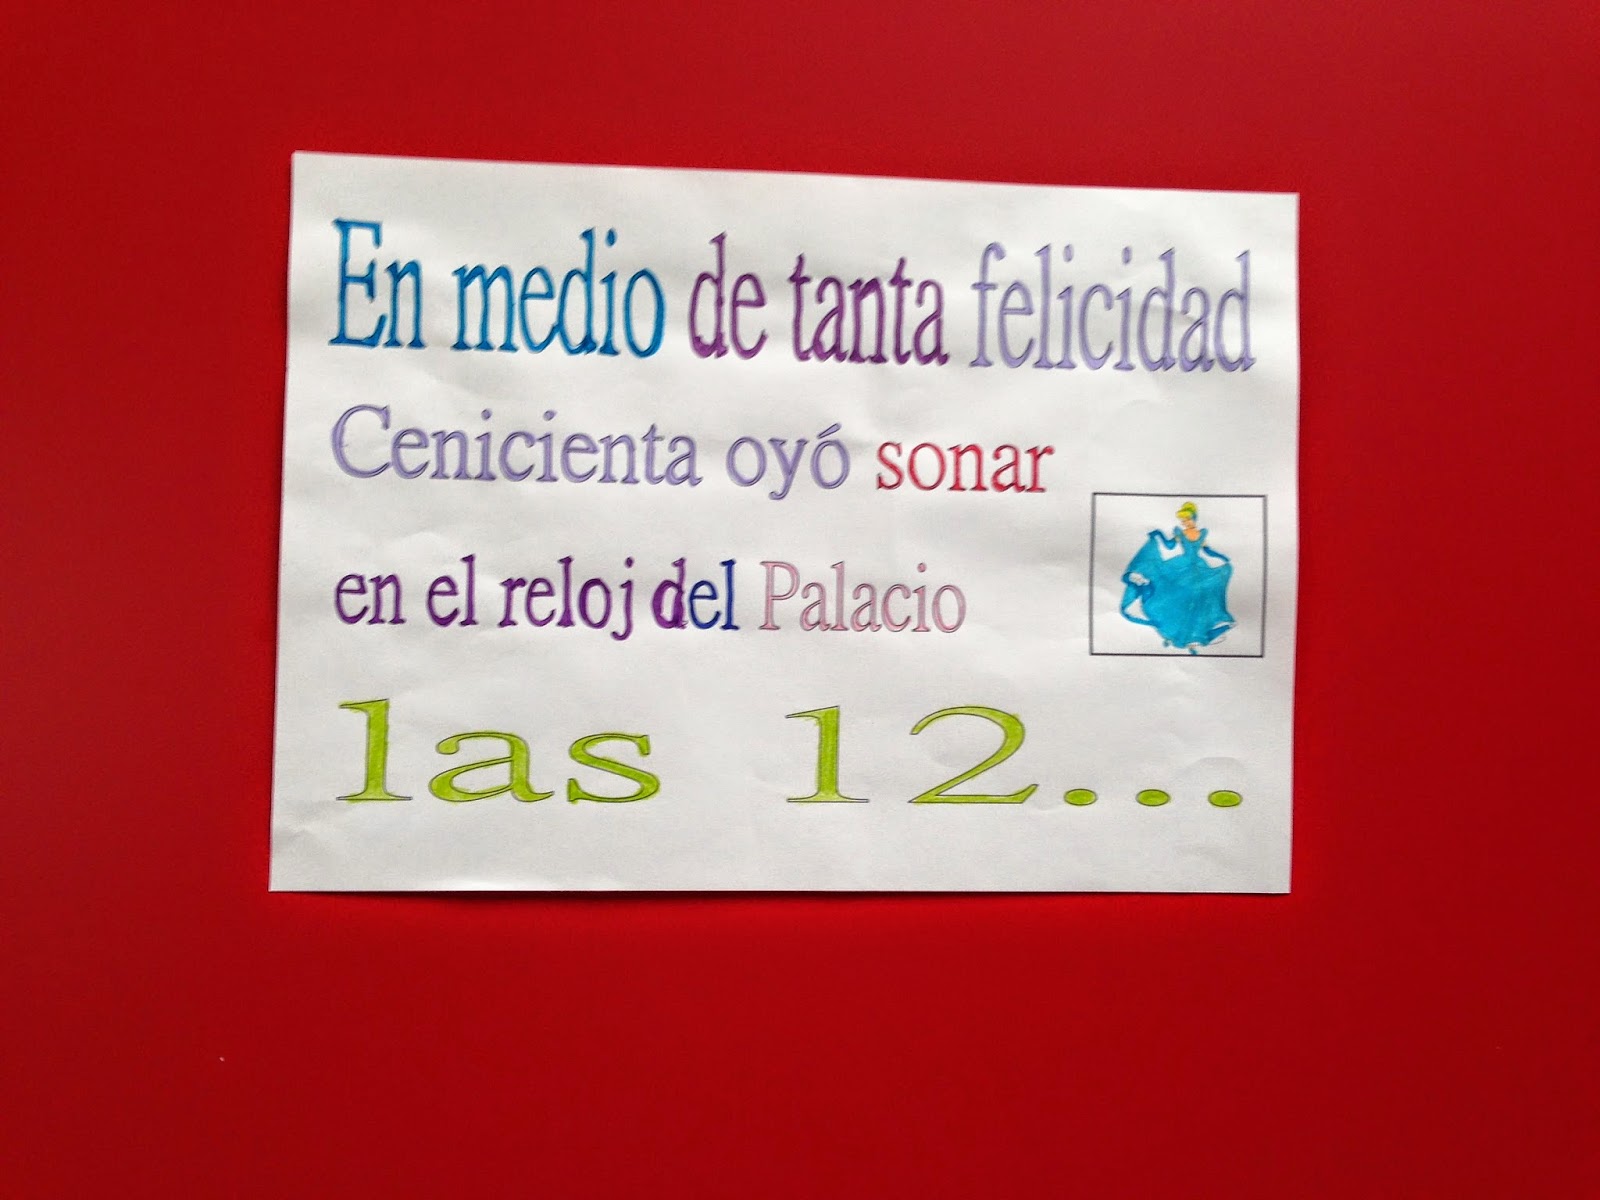 En medio de tanta felicidad
Cenicienta oyó sonar
en el reloj del Palacio
las 12...